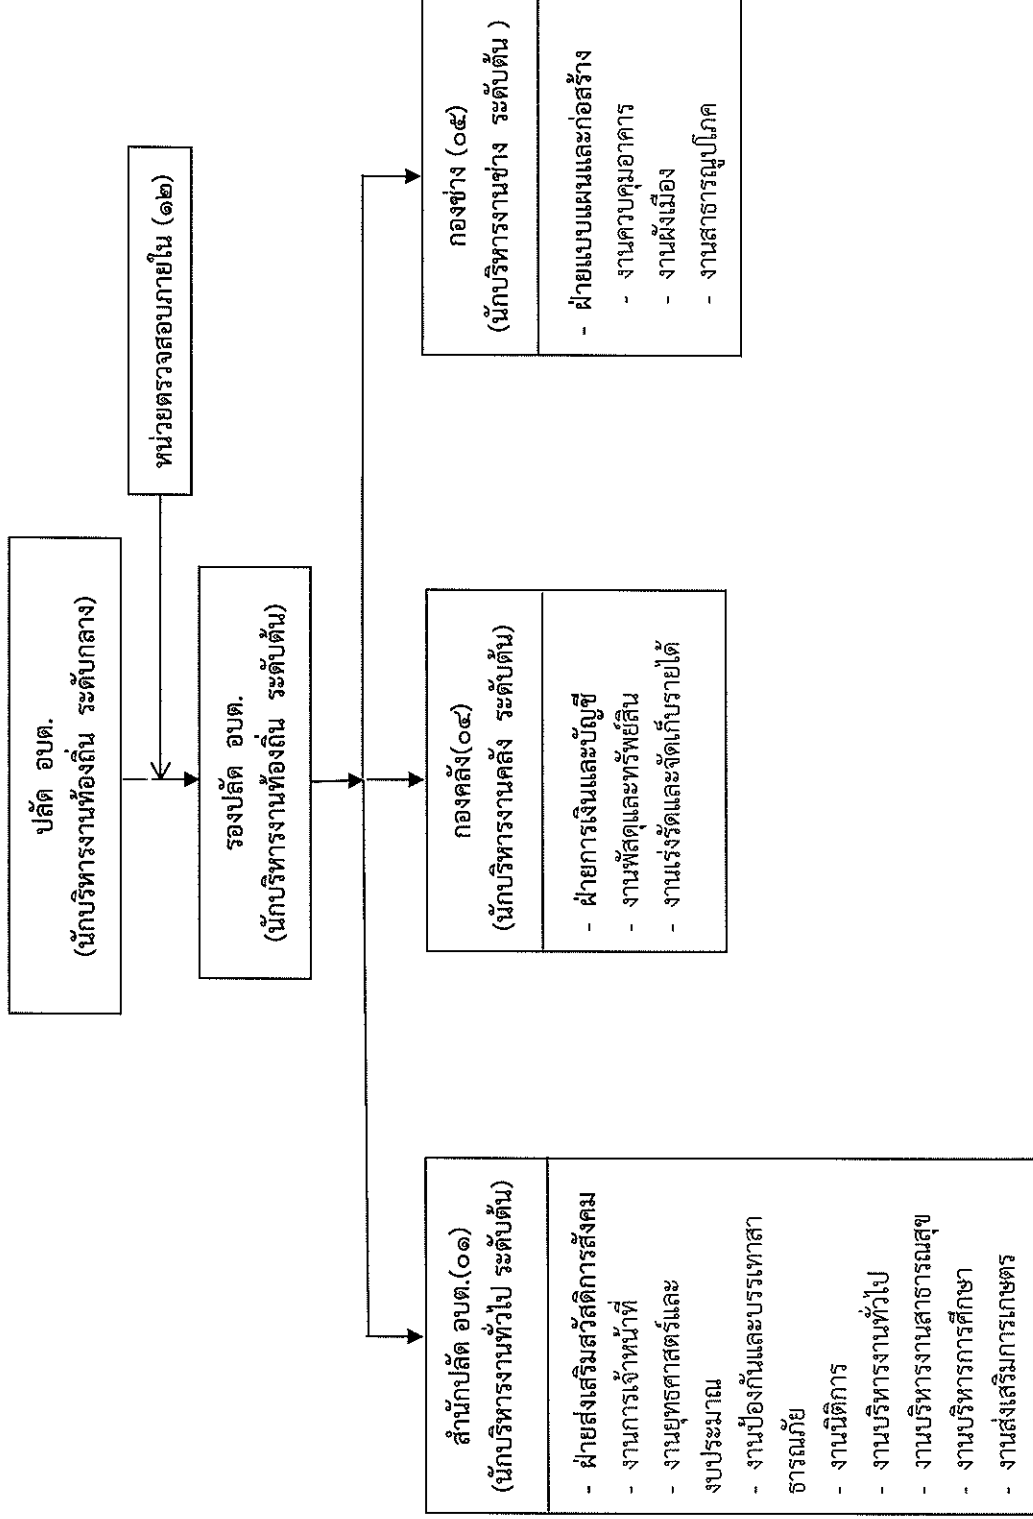 ปลัด อบต.
(นักบริหารงานท้องถิ่น ระดับกลาง)
หน่วยตรวจสอบภายใน (๑๒)
รองปลัด อบต.
(นักบริหารงานท้องถิ่น ระดับต้น)
สำนักปลัด อบต.(๐๑)
(นักบริหารงานทั่วไป ระดับต้น)
- ฝ่ายส่งเสริมสวัสดิการสังคม
- งานการเจ้าหน้าที่
- งานยุทธศาสตร์และ
งบประมาณ
- งานป้องกันและบรรเทาสา
ธารณภัย
- งานนิติการ
- งานบริหารงานทั่วไป
- งานบริหารงานสาธารณสุข
- งานบริหารการศึกษา
- งานส่งเสริมการเกษตร
กองคลัง(๐๔)
(นักบริหารงานคลัง ระดับต้น)
- ฝ่ายการเงินและบัญชี
- งานพัสดุและทรัพย์สิน
- งานเร่งรัดและจัดเก็บรายได้
กองช่าง (๐๕)
(นักบริหารงานช่าง ระดับต้น )
- ฝ่ายแบบแผนและก่อสร้าง
- งานควบคุมอาคาร
- งานผังเมือง
- งานสาธารณูปโภค